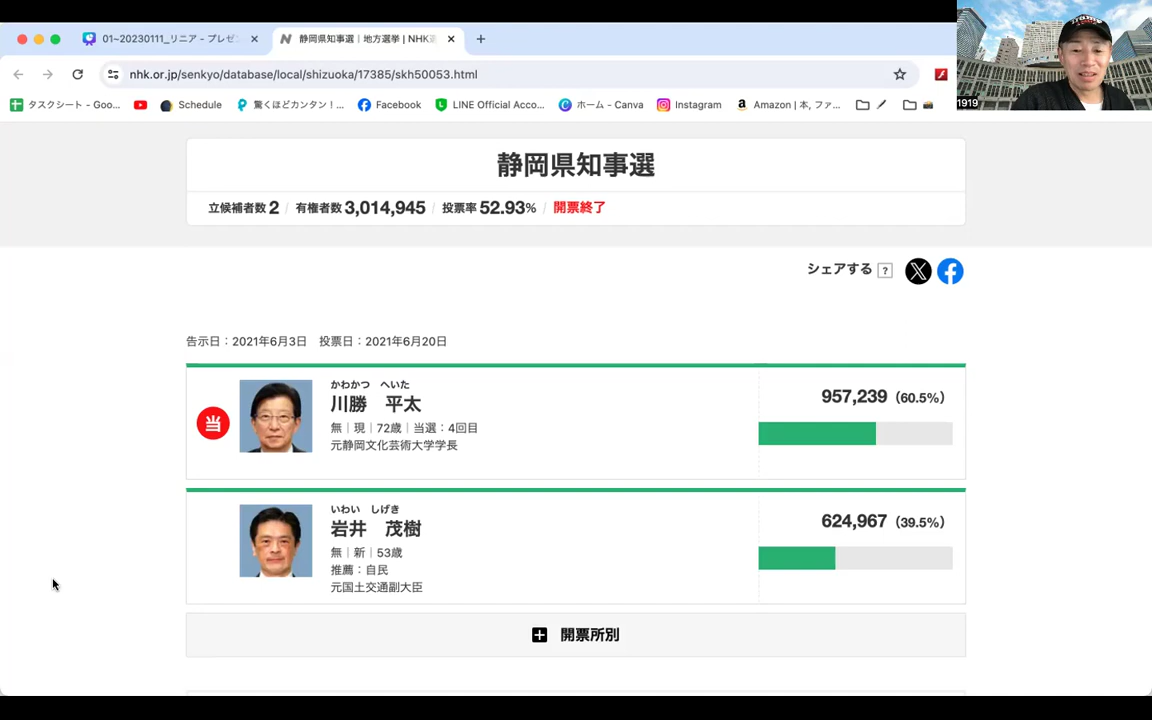 01~20230111_リニア - プレゼン
静岡県知事選｜地方選挙 | NHK選
nhk.or.jp/senkyo/database/local/shizuoka/17385/skh50053.html
タスクシート - Goo...
Schedule
驚くほどカンタン！...
Facebook
LINE Official Acco...
ホーム - Canva
Instagram
Amazon | 本, ファ...
1919
静岡県知事選
立候補者数 2 / 有権者数 3,014,945 / 投票率 52.93% / 開票終了
シェアする ?
告示日：2021年6月3日 投票日：2021年6月20日
当
かわかつ へいた
川勝 平太
無｜現｜72歳｜当選：4回目
元静岡文化芸術大学学長
957,239（60.5%）
いわい しげき
岩井 茂樹
無｜新｜53歳
推薦：自民
元国土交通副大臣
624,967（39.5%）
開票所別